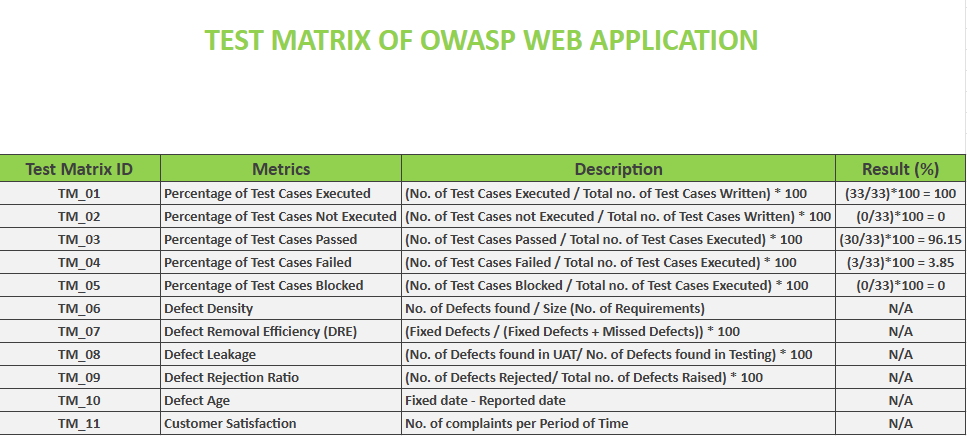 TEST MATRIX OF OWASP WEB APPLICATION
Test Matrix ID Metrics Description Result (%)
TM_01 Percentage of Test Cases Executed (No. of Test Cases Executed / Total no. of Test Cases Written) * 100 (33/33)*100 = 100
TM_02 Percentage of Test Cases Not Executed (No. of Test Cases not Executed / Total no. of Test Cases Written) * 100 (0/33)*100 = 0
TM_03 Percentage of Test Cases Passed (No. of Test Cases Passed / Total no. of Test Cases Executed) * 100 (30/33)*100 = 96.15
TM_04 Percentage of Test Cases Failed (No. of Test Cases Failed / Total no. of Test Cases Executed) * 100 (3/33)*100 = 3.85
TM_05 Percentage of Test Cases Blocked (No. of Test Cases Blocked / Total no. of Test Cases Executed) * 100 (0/33)*100 = 0
TM_06 Defect Density No. of Defects found / Size (No. of Requirements) N/A
TM_07 Defect Removal Efficiency (DRE) (Fixed Defects / (Fixed Defects + Missed Defects)) * 100 N/A
TM_08 Defect Leakage (No. of Defects found in UAT/ No. of Defects found in Testing) * 100 N/A
TM_09 Defect Rejection Ratio (No. of Defects Rejected/ Total no. of Defects Raised) * 100 N/A
TM_10 Defect Age Fixed date - Reported date N/A
TM_11 Customer Satisfaction No. of complaints per Period of Time N/A